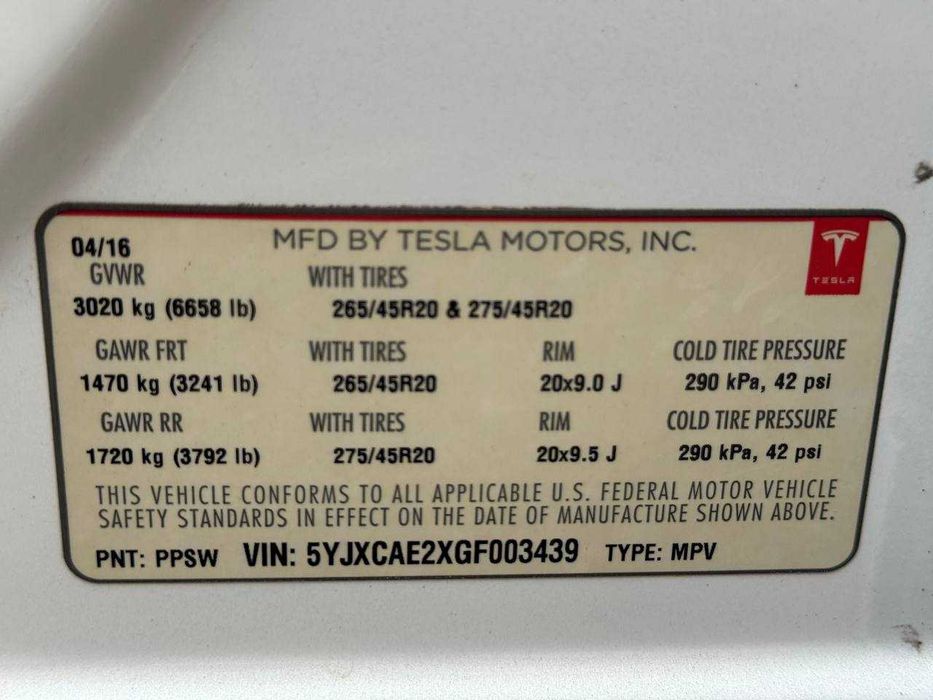 04/16 MFD BY TESLA MOTORS, INC.
TESLA
GVWR WITH TIRES
3020 kg (6658 lb) 265/45R20 & 275/45R20
GAWR FRT WITH TIRES RIM COLD TIRE PRESSURE
1470 kg (3241 lb) 265/45R20 20x9.0 J 290 kPa, 42 psi
GAWR RR WITH TIRES RIM COLD TIRE PRESSURE
1720 kg (3792 lb) 275/45R20 20x9.5 J 290 kPa, 42 psi
THIS VEHICLE CONFORMS TO ALL APPLICABLE U.S. FEDERAL MOTOR VEHICLE
SAFETY STANDARDS IN EFFECT ON THE DATE OF MANUFACTURE SHOWN ABOVE.
PNT: PPSW VIN: 5YJXCAE2XGF003439 TYPE: MPV